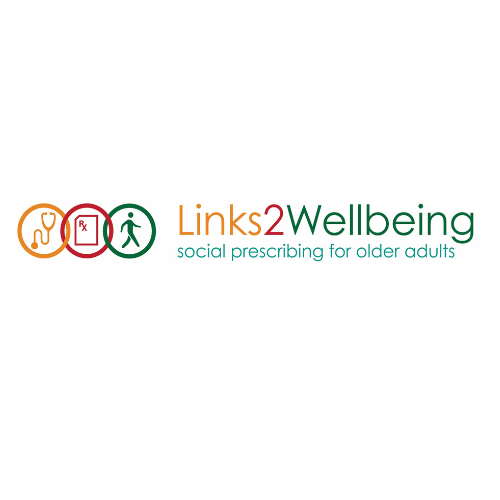 Rx
Links2Wellbeing
social prescribing for older adults